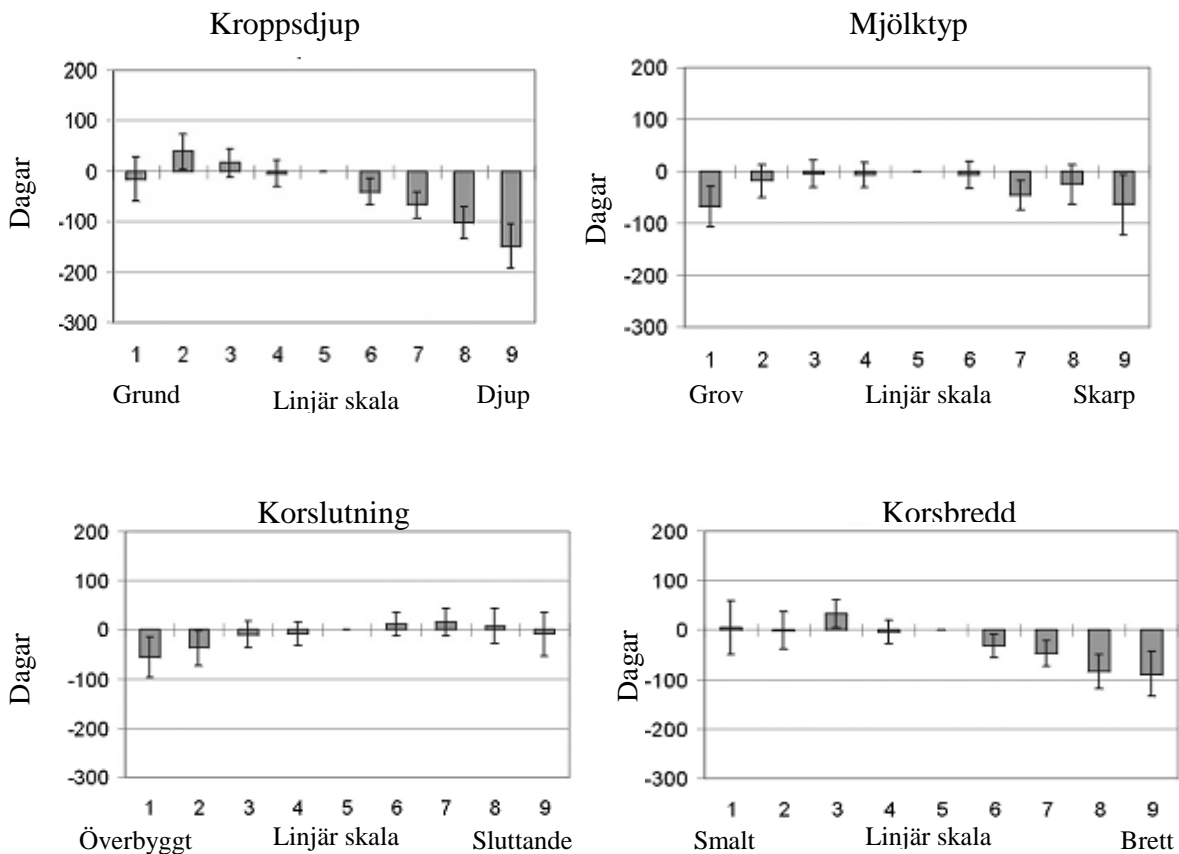 Kroppsdjup
Dagar
200
100
0
-100
-200
-300
1 2 3 4 5 6 7 8 9
Grund Linjär skala Djup
Mjölktyp
Dagar
200
100
0
-100
-200
-300
1 2 3 4 5 6 7 8 9
Grov Linjär skala Skarp
Korslutning
Dagar
200
100
0
-100
-200
-300
1 2 3 4 5 6 7 8 9
Överbyggt Linjär skala Sluttande
Korsbredd
Dagar
200
100
0
-100
-200
-300
1 2 3 4 5 6 7 8 9
Smalt Linjär skala Brett